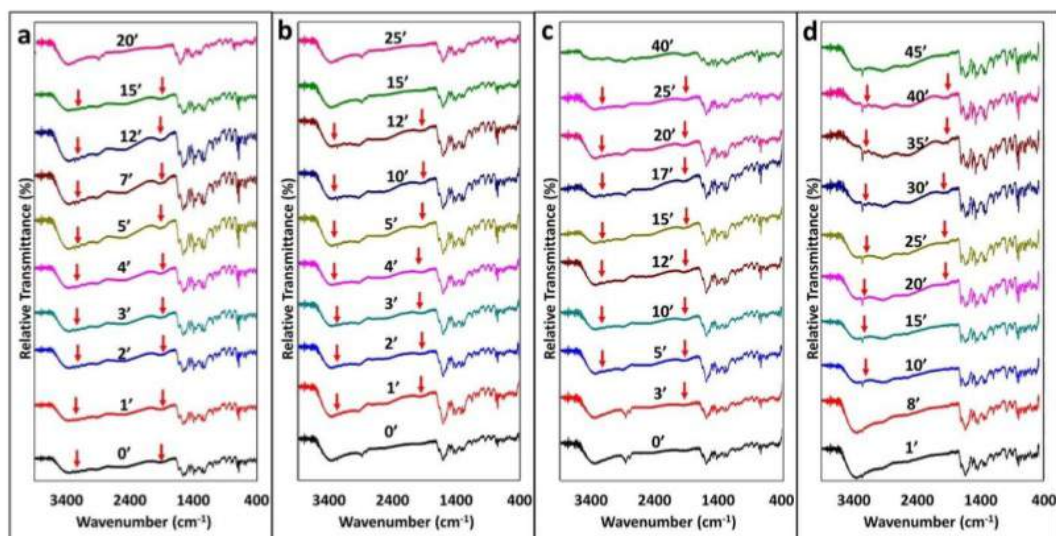 a
20’
15’
12’
7’
5’
4’
3’
2’
1’
0’
Relative Transmittance (%)
3400 2400 1400 400
Wavenumber (cm-1)
b
25’
15’
12’
10’
5’
4’
3’
2’
1’
0’
Relative Transmittance (%)
3400 2400 1400 400
Wavenumber (cm-1)
c
40’
25’
20’
17’
15’
12’
10’
5’
3’
0’
Relative Transmittance (%)
3400 2400 1400 400
Wavenumber (cm-1)
d
45’
40’
35’
30’
25’
20’
15’
10’
8’
1’
Relative Transmittance (%)
3400 2400 1400 400
Wavenumber (cm-1)